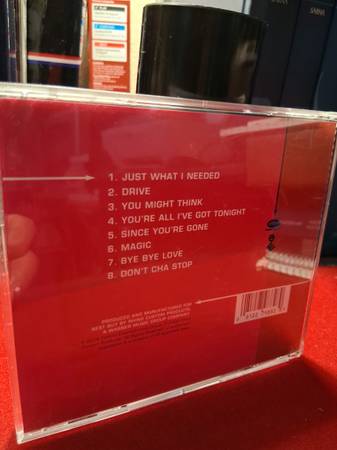 1. JUST WHAT I NEEDED
2. DRIVE
3. YOU MIGHT THINK
4. YOU'RE ALL I'VE GOT TONIGHT
5. SINCE YOU'RE GONE
6. MAGIC
7. BYE BYE LOVE
8. DON'T CHA STOP
PRODUCED AND MANUFACTURED FOR
BEST BUY BY RHINO CUSTOM PRODUCTS,
A WARNER MUSIC GROUP COMPANY